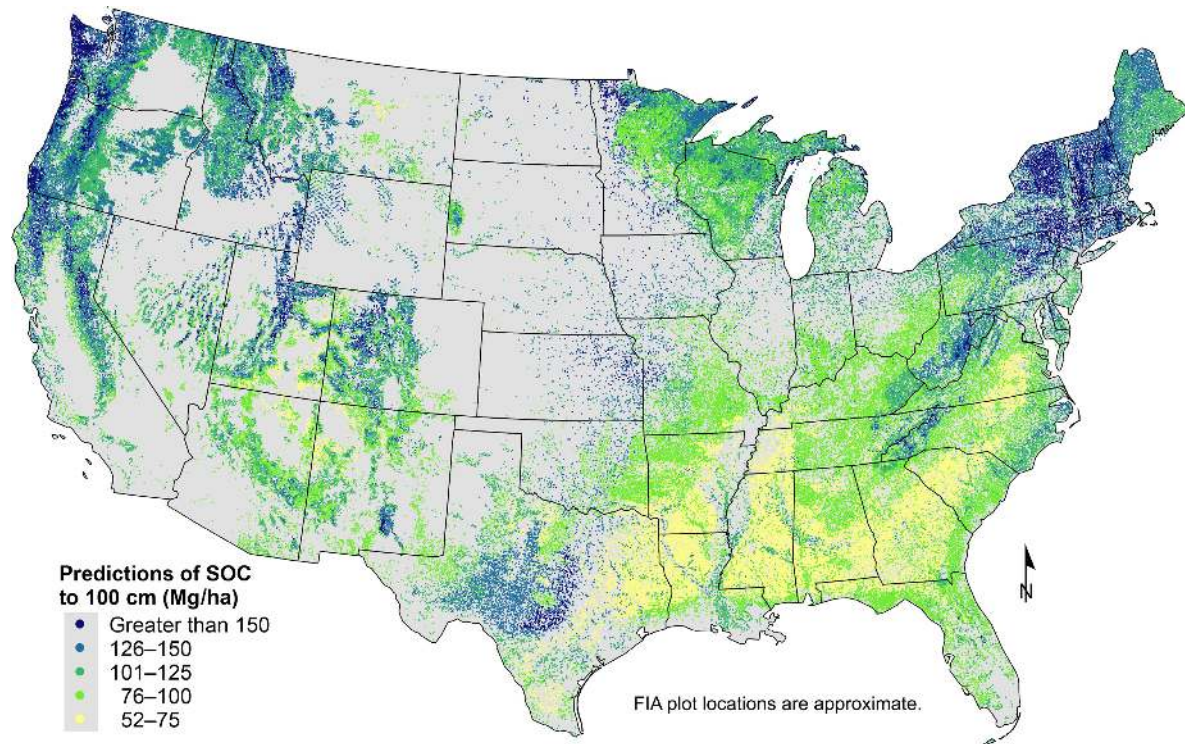 Predictions of SOC
to 100 cm (Mg/ha)
Greater than 150
126–150
101–125
76–100
52–75
FIA plot locations are approximate.
N